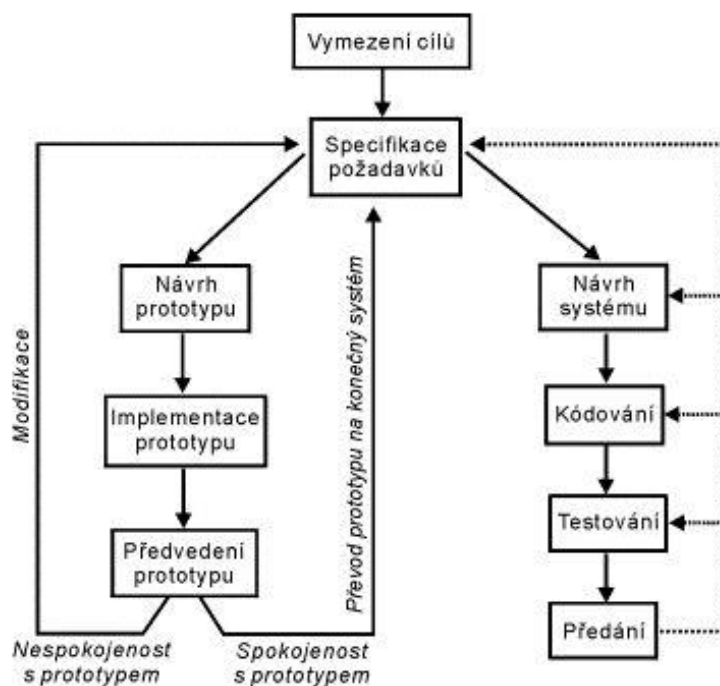 Vymezení cílů
Specifikace
požadavků
Návrh
prototypu
Implementace
prototypu
Předvedení
prototypu
Modifikace
Nespokojenost
s prototypem
Spokojenost
s prototypem
Převod prototypu na konečný systém
Návrh
systému
Kódování
Testování
Předání